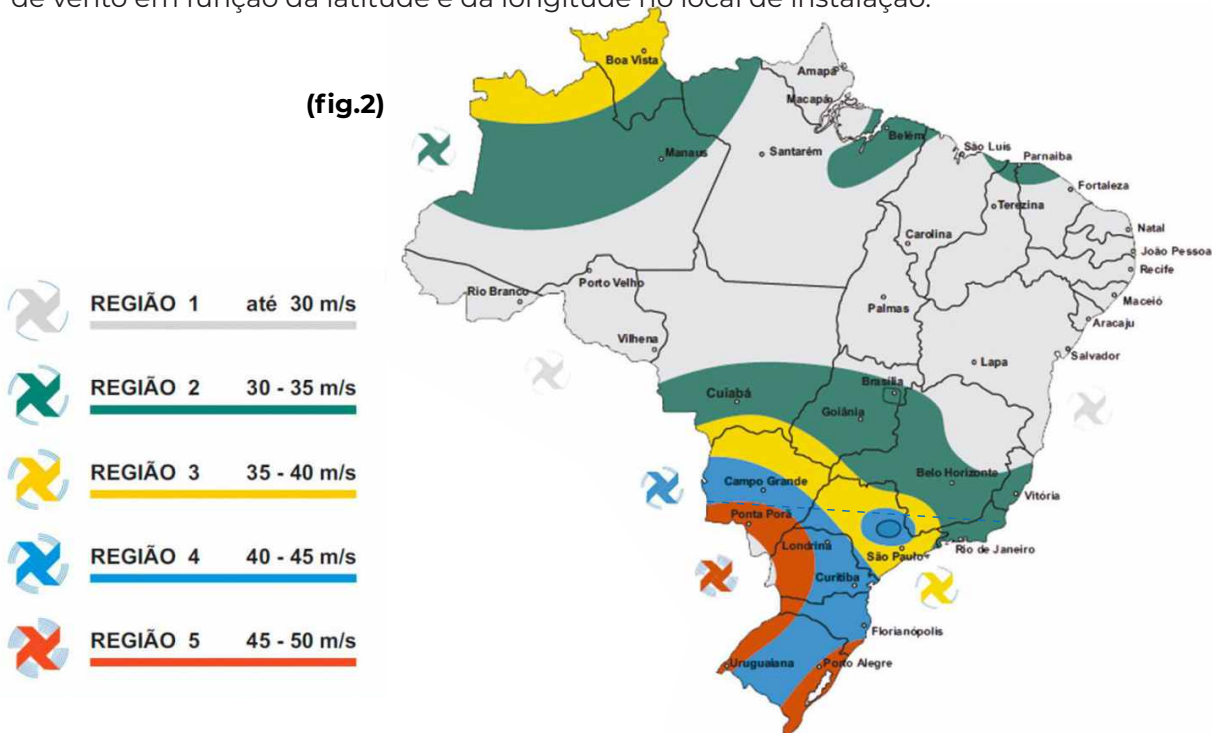 de vento em função da latitude e da longitude no local de instalação.
(fig.2)
REGIÃO 1 até 30 m/s
REGIÃO 2 30 - 35 m/s
REGIÃO 3 35 - 40 m/s
REGIÃO 4 40 - 45 m/s
REGIÃO 5 45 - 50 m/s
Boa Vista
Amapá
Macapá
Belém
Manaus
Santarém
São Luis
Parnaiba
Fortaleza
Terezina
Natal
Carolina
João Pessoa
Recife
Porto Velho
Rio Branco
Palmas
Maceió
Aracaju
Vilhena
Lapa
Salvador
Cuiabá
Brasília
Goiânia
Belo Horizonte
Campo Grande
Vitória
Ponta Porã
Londrina
São Paulo
Rio de Janeiro
Curitiba
Florianópolis
Uruguaiana
Porto Alegre